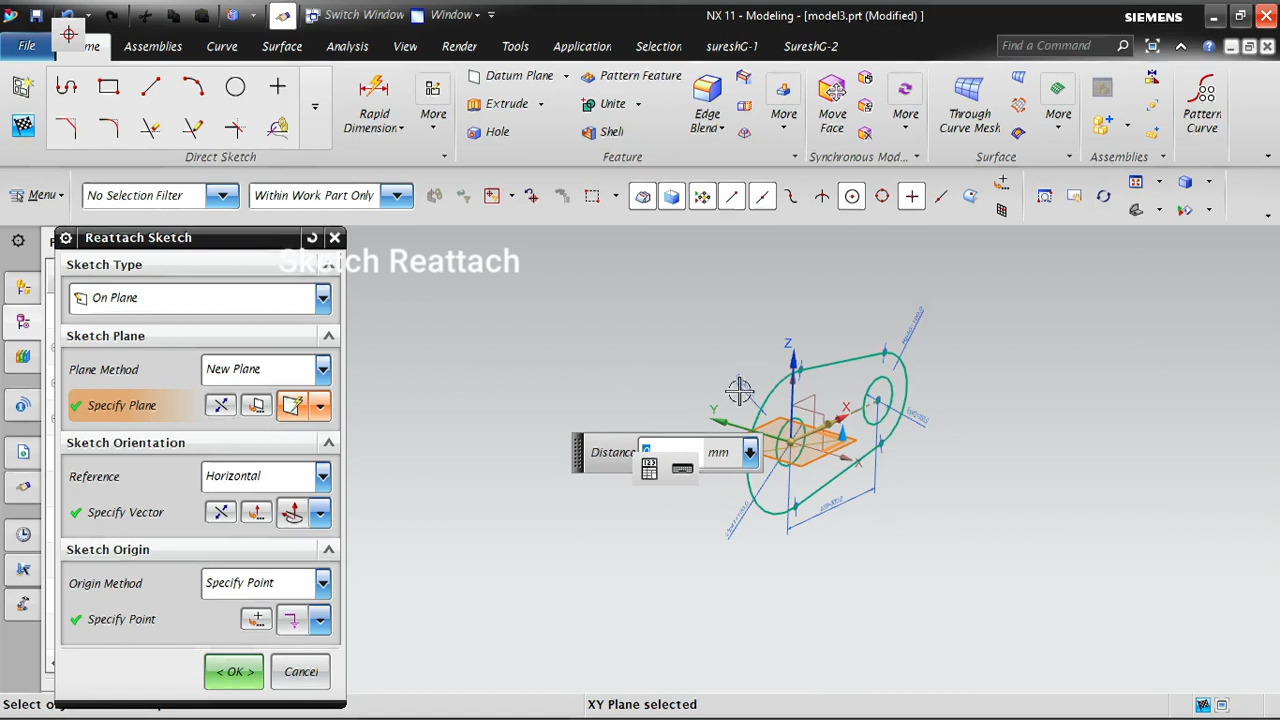 Switch Window
Window
NX 11 - Modeling - [model3.prt (Modified) ]
SIEMENS
File
me
Assemblies
Curve
Surface
Analysis
View
Render
Tools
Application
Selection
sureshG-1
SureshG-2
Find a Command
Rapid
Dimension
More
Datum Plane
Extrude
Hole
Pattern Feature
Unite
Shell
Edge
Blend
More
Move
Face
More
Through
Curve Mesh
More
Pattern
Curve
Direct Sketch
Feature
Synchronous Mod...
Surface
Assemblies
Menu
No Selection Filter
Within Work Part Only
Reattach Sketch
Sketch Reattach
Sketch Type
On Plane
Sketch Plane
Plane Method
New Plane
Specify Plane
Sketch Orientation
Reference
Horizontal
Specify Vector
Sketch Origin
Origin Method
Specify Point
Specify Point
< OK >
Cancel
Z
Y
X
X
Distance
0
mm
123
Select o
XY Plane selected